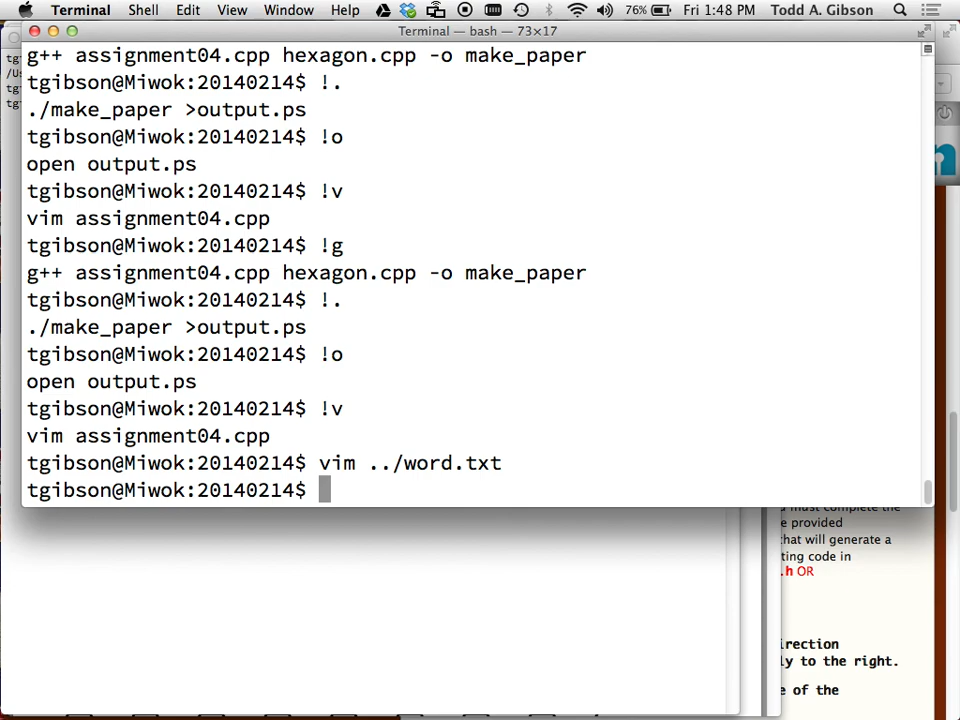 Terminal Shell Edit View Window Help 76% Fri 1:48 PM Todd A. Gibson
Terminal — bash — 73×17
g++ assignment04.cpp hexagon.cpp -o make_paper
tgibson@Miwok:20140214$ !.
./make_paper >output.ps
tgibson@Miwok:20140214$ !o
open output.ps
tgibson@Miwok:20140214$ !v
vim assignment04.cpp
tgibson@Miwok:20140214$ !g
g++ assignment04.cpp hexagon.cpp -o make_paper
tgibson@Miwok:20140214$ !.
./make_paper >output.ps
tgibson@Miwok:20140214$ !o
open output.ps
tgibson@Miwok:20140214$ !v
vim assignment04.cpp
tgibson@Miwok:20140214$ vim ../word.txt
tgibson@Miwok:20140214$
must complete the
e provided
that will generate a
ting code in
.h OR
irection
ly to the right.
e of the